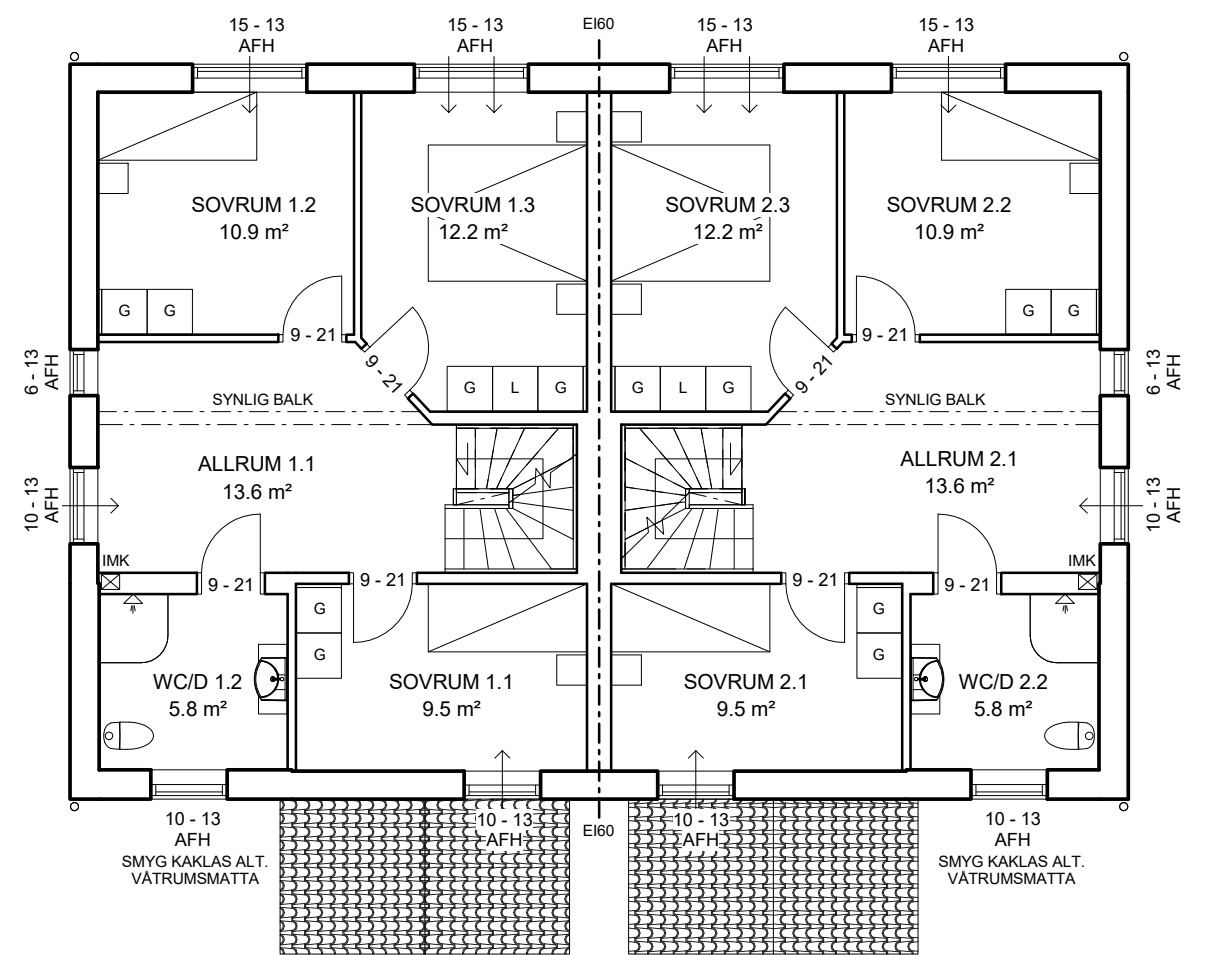 15 - 13
AFH
15 - 13
AFH
EI60
15 - 13
AFH
15 - 13
AFH
SOVRUM 1.2
10.9 m²
SOVRUM 1.3
12.2 m²
SOVRUM 2.3
12.2 m²
SOVRUM 2.2
10.9 m²
G
G
G
G
9 - 21
9 - 21
9 - 21
9 - 21
6 - 13
AFH
6 - 13
AFH
G
L
G
G
L
G
SYNLIG BALK
SYNLIG BALK
ALLRUM 1.1
13.6 m²
ALLRUM 2.1
13.6 m²
10 - 13
AFH
10 - 13
AFH
IMK
IMK
9 - 21
9 - 21
9 - 21
9 - 21
G
G
G
G
WC/D 1.2
5.8 m²
SOVRUM 1.1
9.5 m²
SOVRUM 2.1
9.5 m²
WC/D 2.2
5.8 m²
10 - 13
AFH
SMYG KAKLAS ALT.
VÅTRUMSMATTA
10 - 13
AFH
EI60
10 - 13
AFH
10 - 13
AFH
SMYG KAKLAS ALT.
VÅTRUMSMATTA